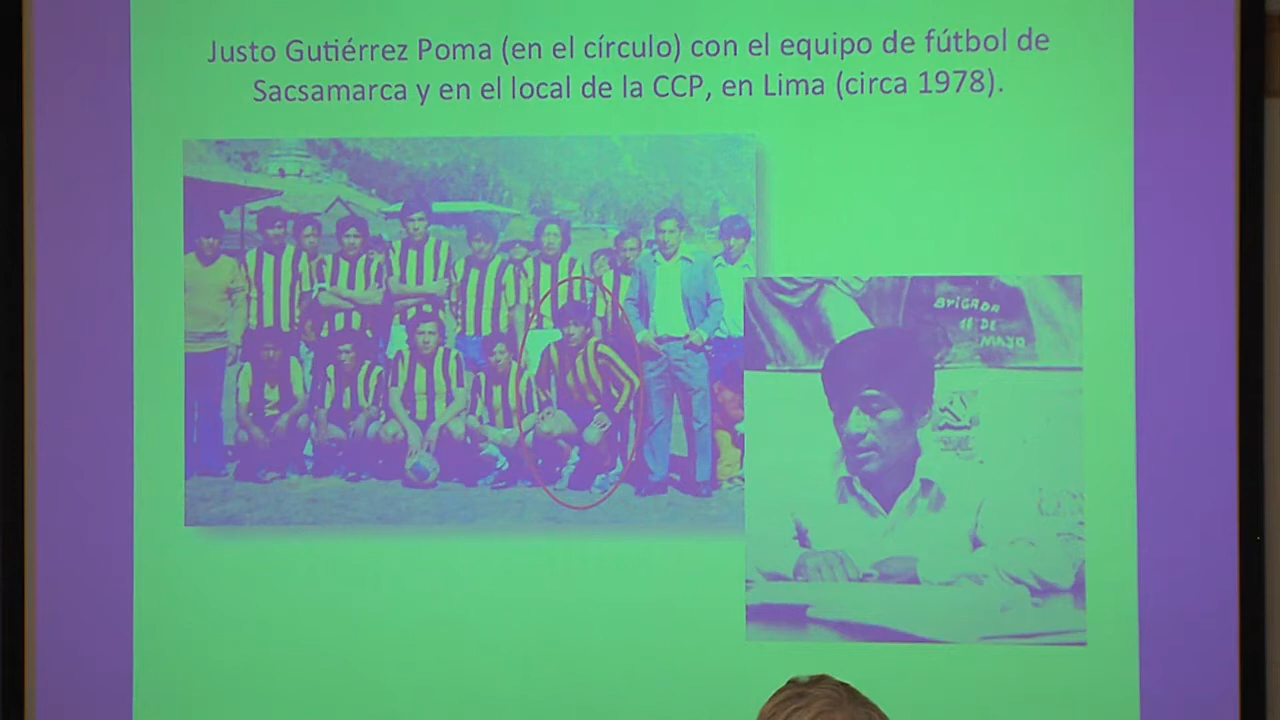 Justo Gutiérrez Poma (en el círculo) con el equipo de fútbol de
Sacsamarca y en el local de la CCP, en Lima (circa 1978).
BRIGADA
DE
MAYO